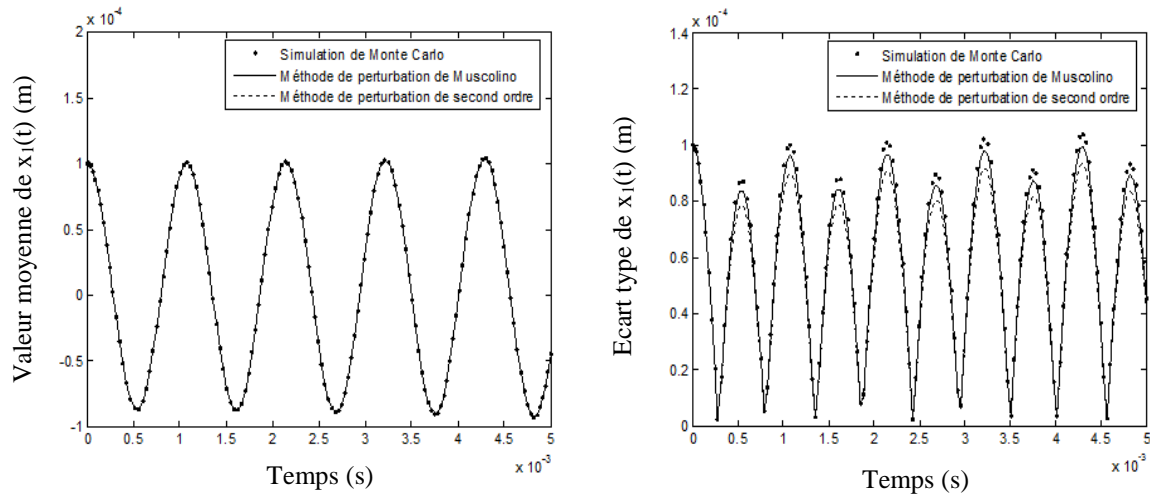 x 10-4
2
1.5
1
0.5
0
-0.5
-1
Valeur moyenne de x1(t) (m)
Simulation de Monte Carlo
Méthode de perturbation de Muscolino
Méthode de perturbation de second ordre
0 0.5 1 1.5 2 2.5 3 3.5 4 4.5 5
x 10-3
Temps (s)
x 10-4
1.4
1.2
1
0.8
0.6
0.4
0.2
0
Ecart type de x1(t) (m)
Simulation de Monte Carlo
Méthode de perturbation de Muscolino
Méthode de perturbation de second ordre
0 0.5 1 1.5 2 2.5 3 3.5 4 4.5 5
x 10-3
Temps (s)